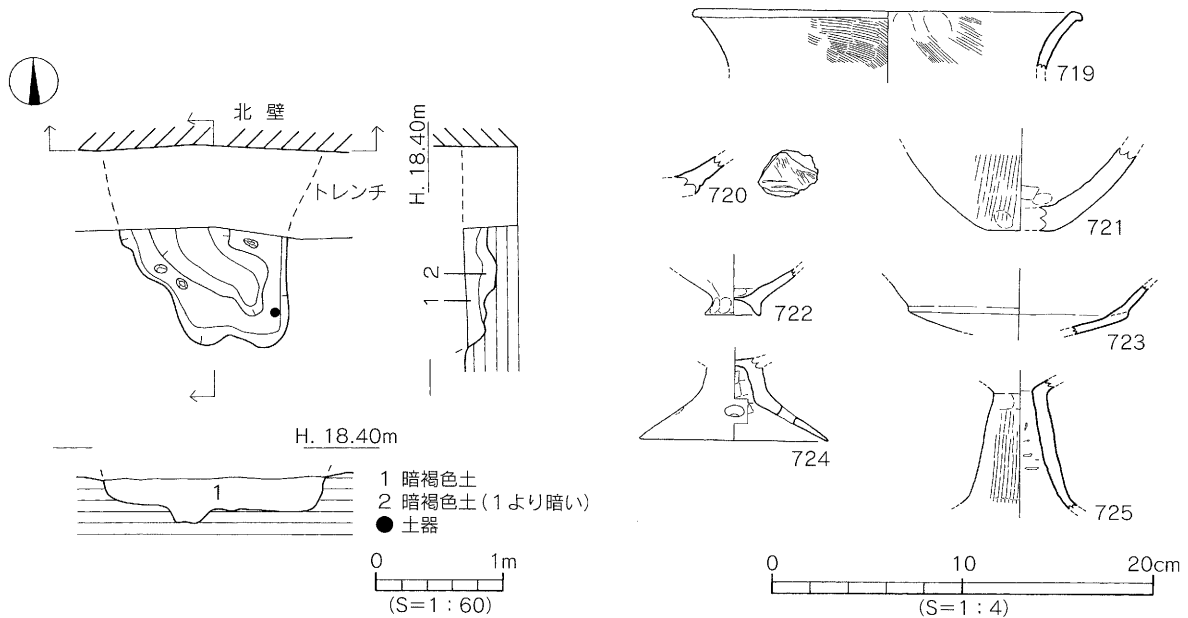 北壁
トレンチ
H. 18.40m
1
2
H. 18.40m
1
1 暗褐色土
2 暗褐色土(1より暗い)
● 土器
0 1m
(S=1:60)
719
720
721
722
723
724
725
0 10 20cm
(S=1:4)